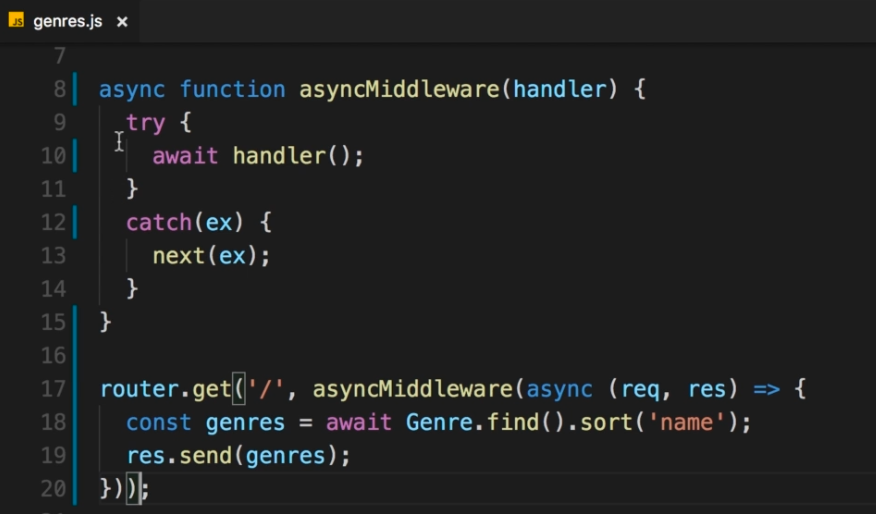 JS genres.js ×
7
8 async function asyncMiddleware(handler) {
9 try {
10 await handler();
11 }
12 catch(ex) {
13 next(ex);
14 }
15 }
16
17 router.get('/', asyncMiddleware(async (req, res) => {
18 const genres = await Genre.find().sort('name');
19 res.send(genres);
20 }));